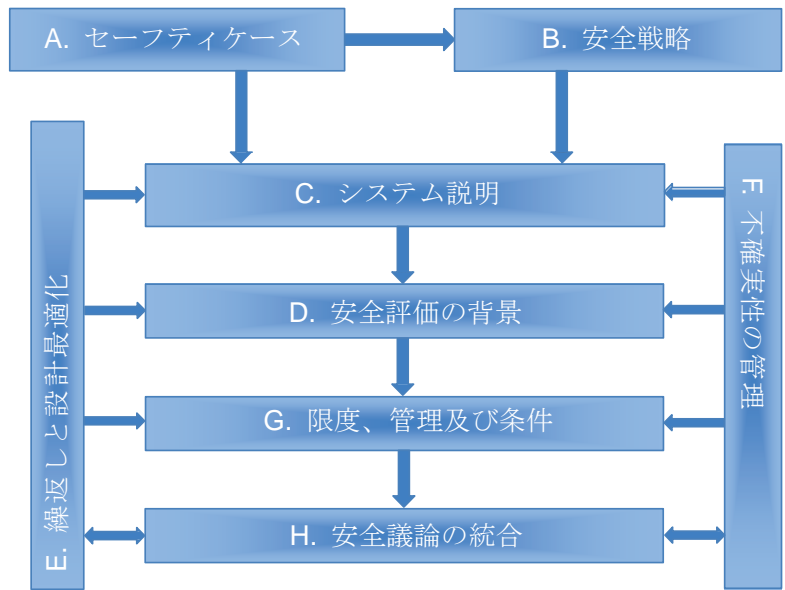 A. セーフティケース
B. 安全戦略
C. システム説明
D. 安全評価の背景
E. 繰返しと設計最適化
F. 不確実性の管理
G. 限度、管理及び条件
H. 安全議論の統合